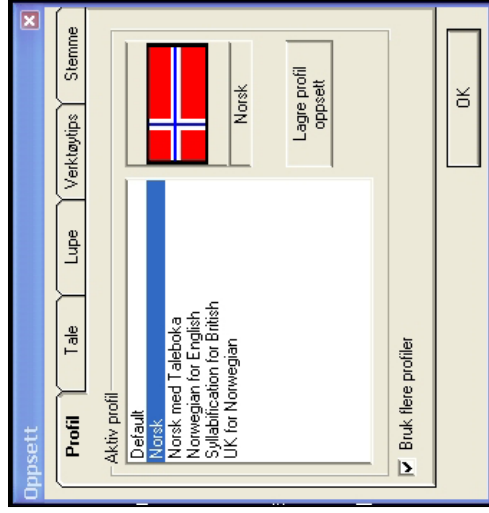 Oppsett
Profil
Tale
Lupe
Verktøytips
Stemme
Aktiv profil
Default
Norsk
Norsk med Taleboka
Norwegian for English
Syllabification for British
UK for Norwegian
Norsk
Lagre profil
oppsett
Bruk flere profiler
OK